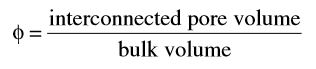 ϕ = interconnected pore volume
bulk volume